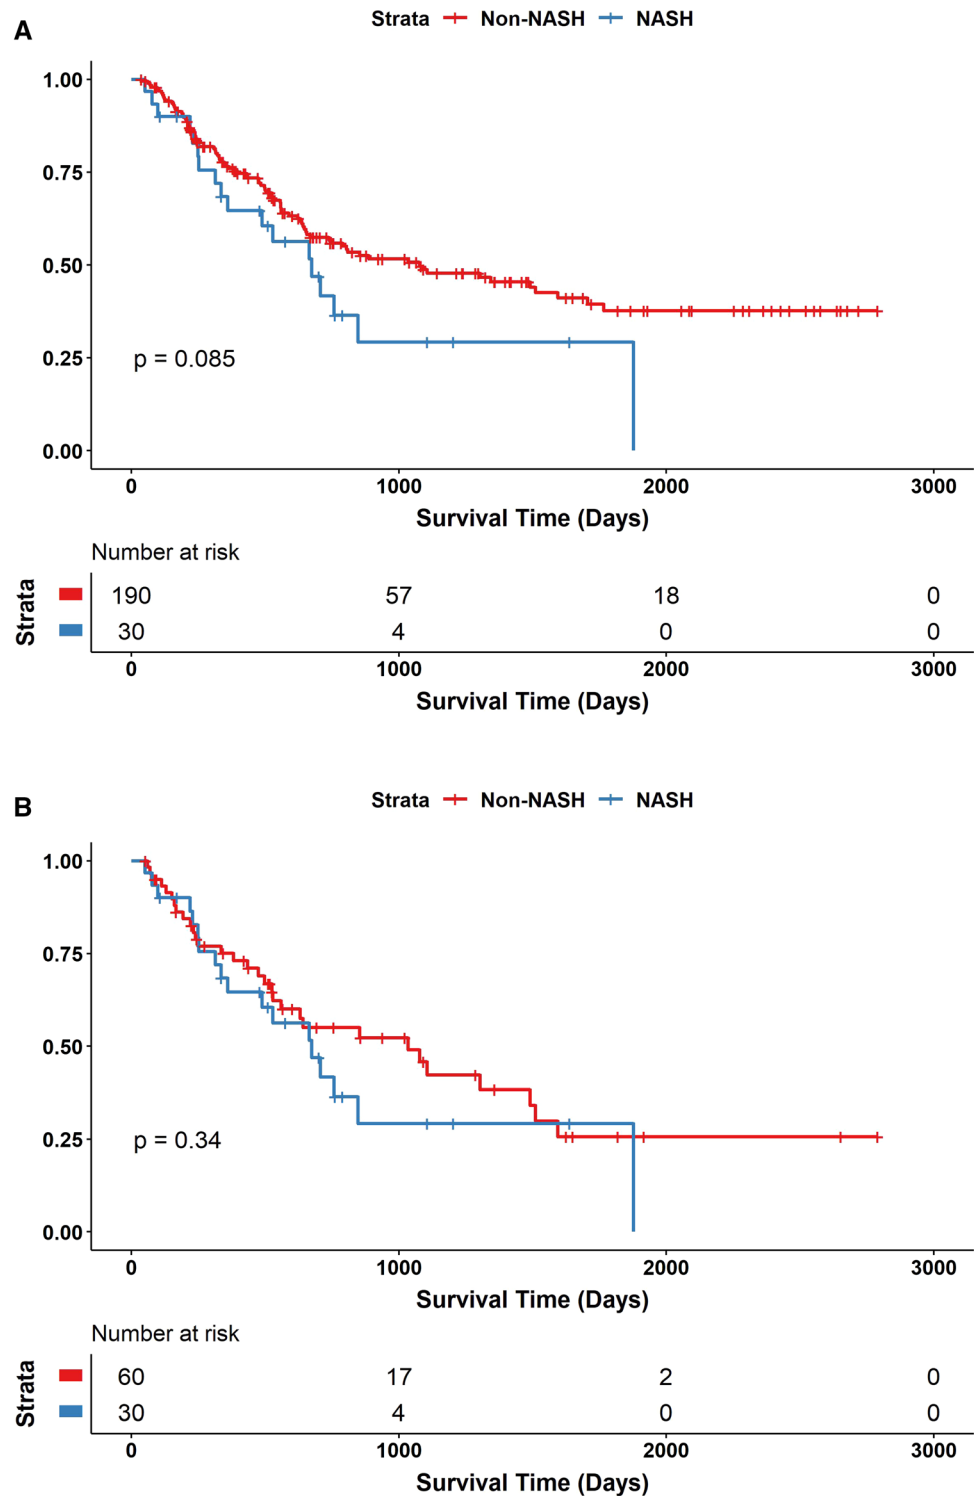 A
Strata Non-NASH NASH
1.00
0.75
0.50
0.25
0.00
p = 0.085
0 1000 2000 3000
Survival Time (Days)
Number at risk
Strata
190 57 18 0
30 4 0 0
0 1000 2000 3000
Survival Time (Days)
B
Strata Non-NASH NASH
1.00
0.75
0.50
0.25
0.00
p = 0.34
0 1000 2000 3000
Survival Time (Days)
Number at risk
Strata
60 17 2 0
30 4 0 0
0 1000 2000 3000
Survival Time (Days)